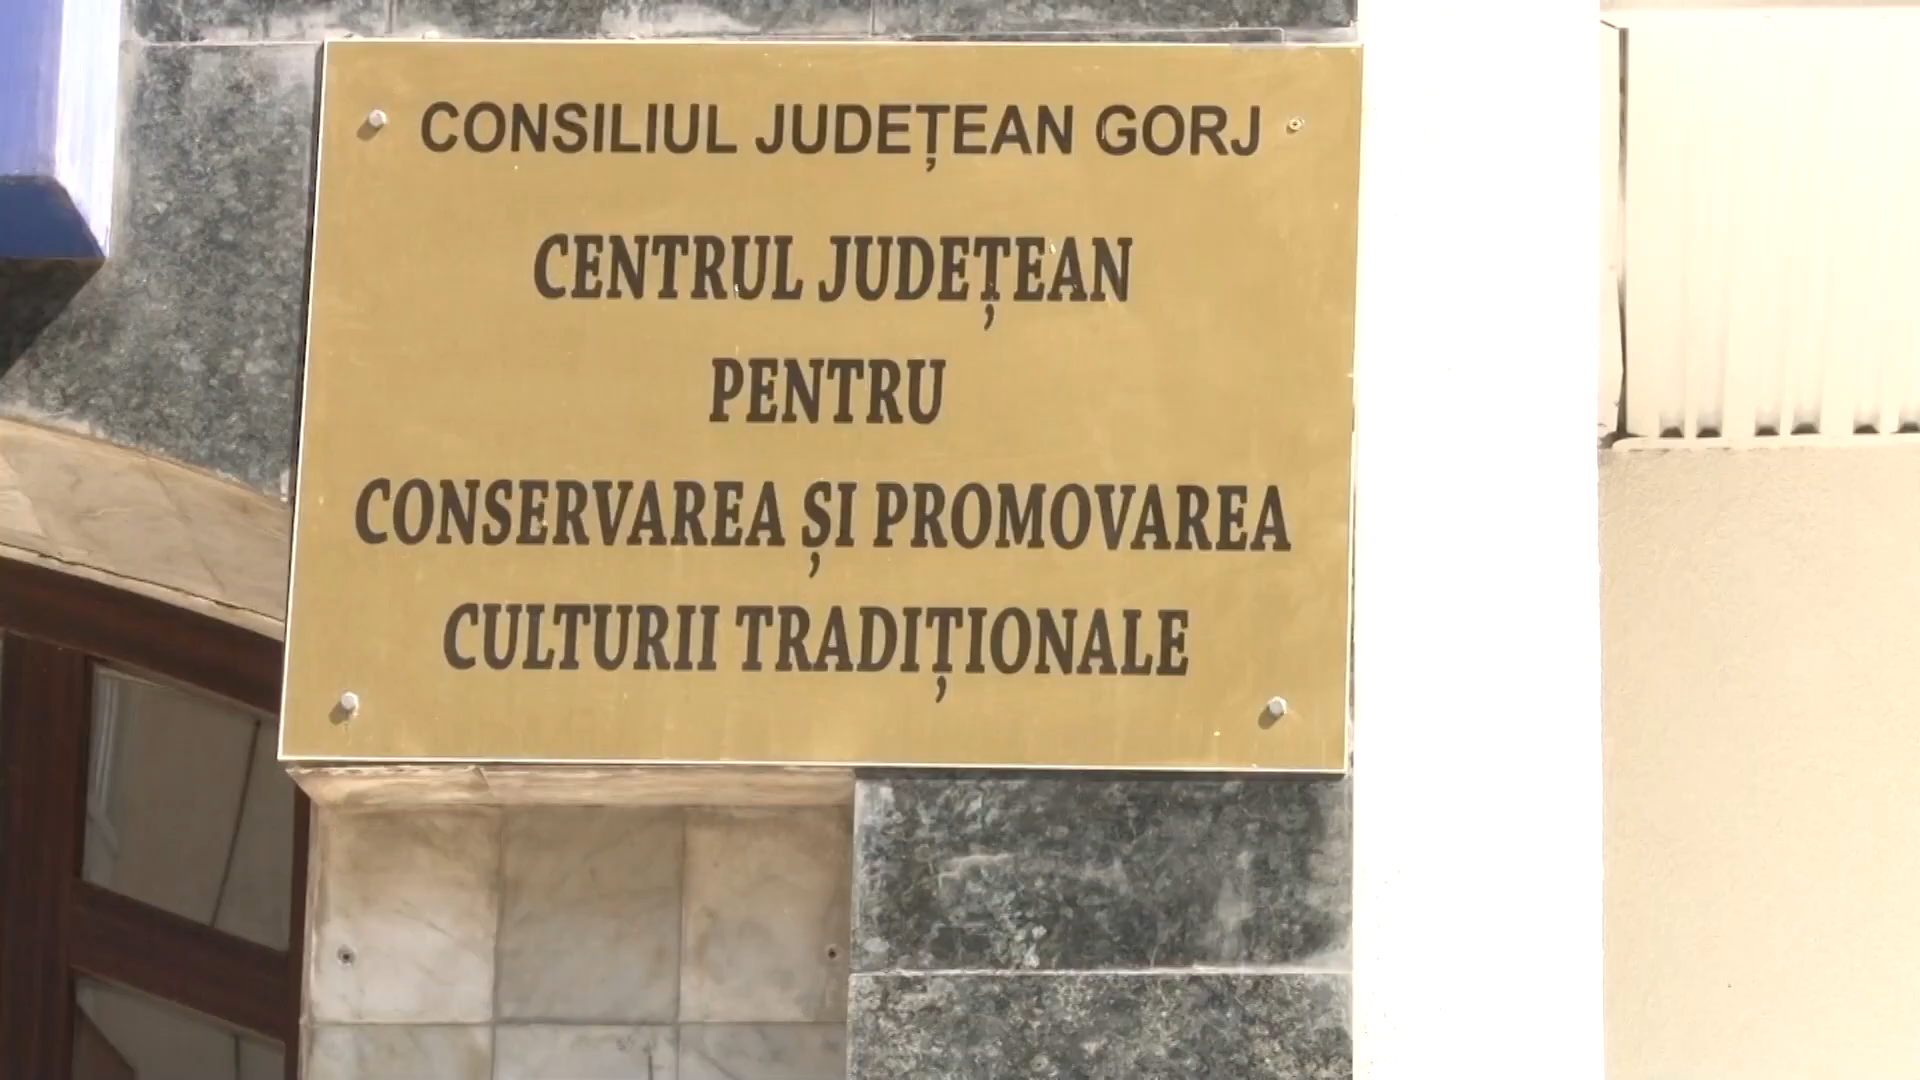 CONSILIUL JUDEȚEAN GORJ
CENTRUL JUDEȚEAN
PENTRU
CONSERVAREA ȘI PROMOVAREA
CULTURII TRADIȚIONALE